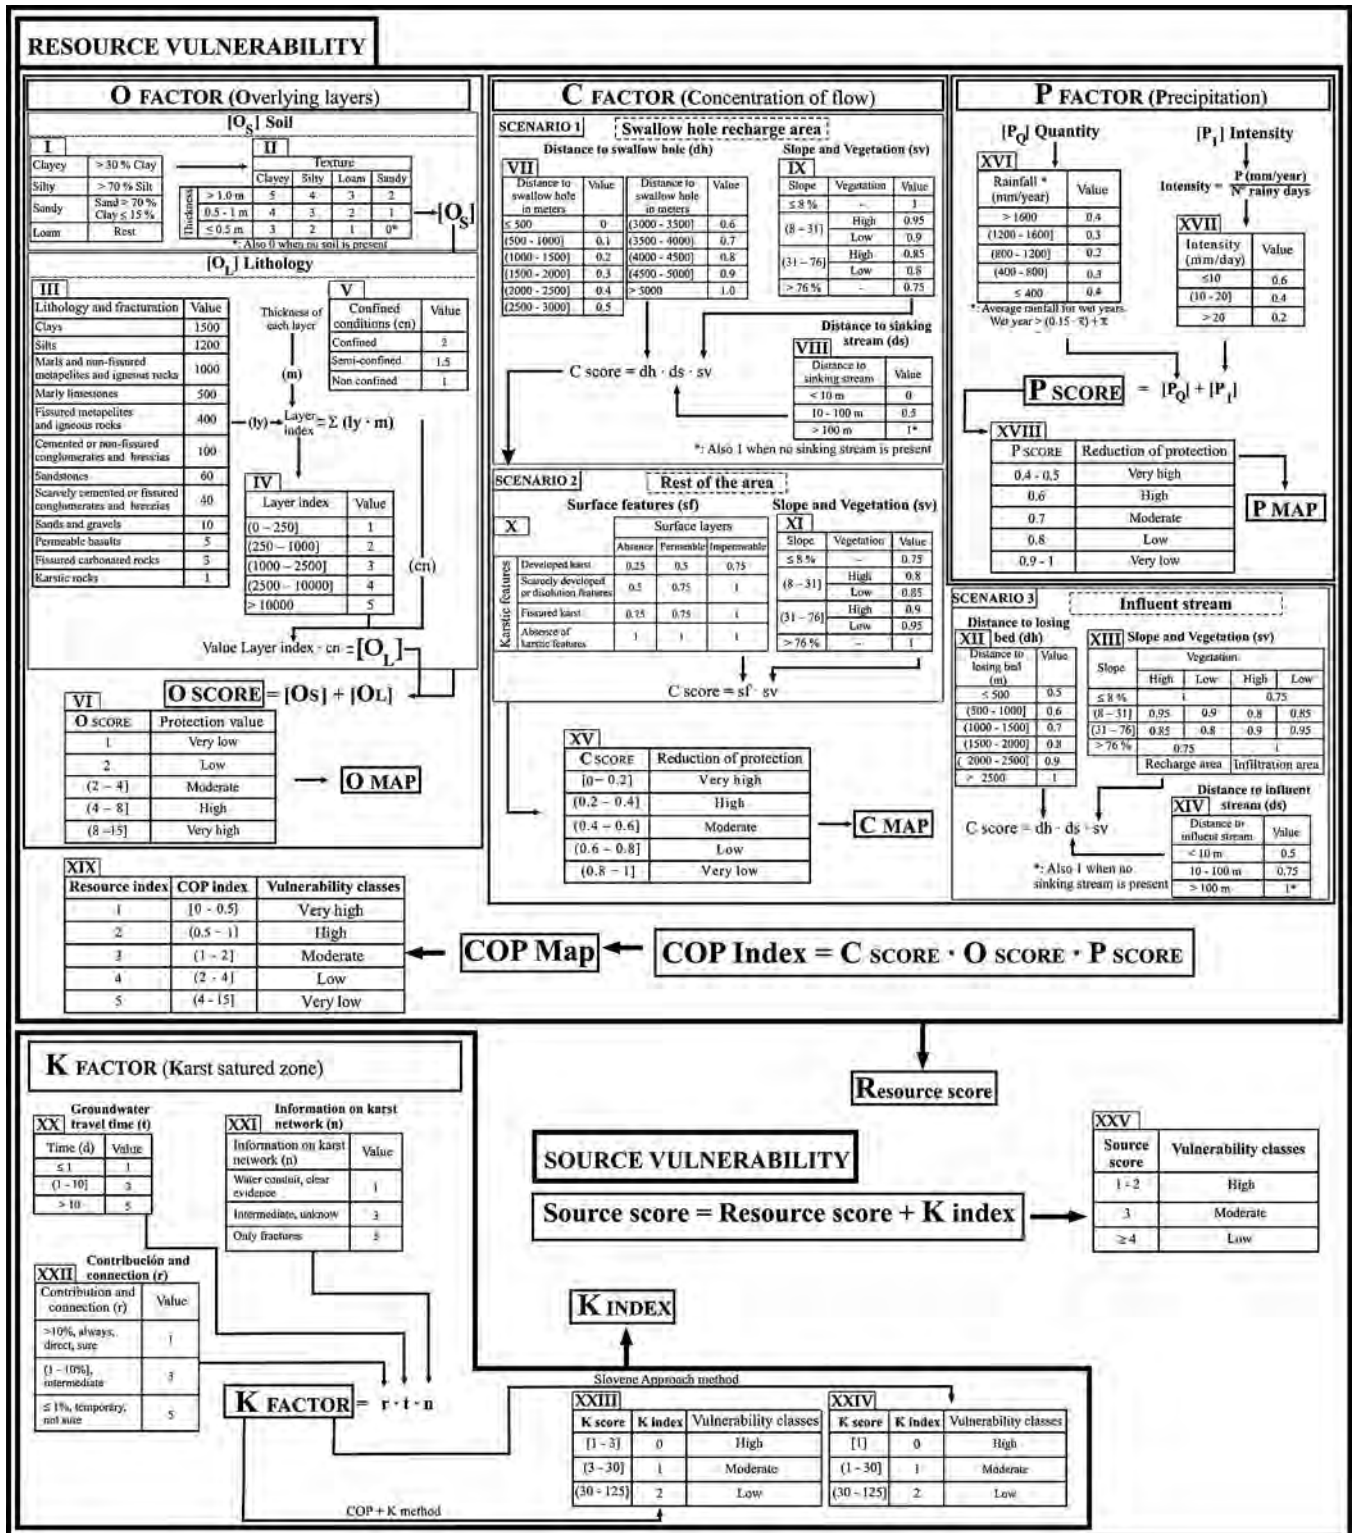 RESOURCE VULNERABILITY
O FACTOR (Overlying layers)
[OS] Soil
I
Clayey > 30 % Clay
Silty > 70 % Silt
Sandy Sand > 70 % Clay ≤ 15 %
Loam Rest
II
Texture
Clayey Silty Loam Sandy
Thickness
> 1.0 m 5 4 3 2
0.5 - 1 m 4 3 2 1
≤ 0.5 m 3 2 1 0*
[OS]
*: Also 0 when no soil is present
[OL] Lithology
III
Lithology and fracturation Value
Clays 1500
Silts 1200
Marls and non-fissured metapelites and igneous rocks 1000
Marly limestones 500
Fissured metapelites and igneous rocks 400
Cemented or non-fissured conglomerates and breccias 100
Sandstones 60
Scarcely cemented or fissured conglomerates and breccias 40
Sands and gravels 10
Permeable basalts 5
Fissured carbonated rocks 3
Karstic rocks 1
Thickness of each layer
(m)
(ly) Layer index = Σ (ly · m)
V
Confined conditions (cn) Value
Confined 2
Semi-confined 1.5
Non confined 1
IV
Layer index Value
(0 – 250] 1
(250 – 1000] 2
(1000 – 2500] 3
(2500 – 10000] 4
> 10000 5
(cn)
Value Layer index · cn = [OL]
O SCORE = [OS] + [OL]
VI
O SCORE Protection value
1 Very low
2 Low
(2 – 4] Moderate
(4 – 8] High
(8 –15] Very high
O MAP
C FACTOR (Concentration of flow)
SCENARIO 1
Swallow hole recharge area
Distance to swallow hole (dh)
VII
Distance to swallow hole in meters Value Distance to swallow hole in meters Value
≤ 500 0 (3000 - 3500] 0.6
(500 - 1000] 0.1 (3500 - 4000] 0.7
(1000 - 1500] 0.2 (4000 - 4500] 0.8
(1500 - 2000] 0.3 (4500 - 5000] 0.9
(2000 - 2500] 0.4 > 5000 1.0
(2500 - 3000] 0.5
Slope and Vegetation (sv)
IX
Slope Vegetation Value
≤ 8 % - 1
(8 – 31] High 0.95
Low 0.9
(31 – 76] High 0.85
Low 0.8
> 76 % - 0.75
Distance to sinking stream (ds)
VIII
Distance to sinking stream Value
< 10 m 0
10 - 100 m 0.5
> 100 m 1*
C score = dh · ds · sv
*: Also 1 when no sinking stream is present
SCENARIO 2
Rest of the area
Surface features (sf)
X
Surface layers
Absence Permeable Impermeable
Karstic features
Developed karst 0.25 0.5 0.75
Scarcely developed or disolution features 0.5 0.75 1
Fissured karst 0.75 0.75 1
Absence of karstic features 1 1 1
Slope and Vegetation (sv)
XI
Slope Vegetation Value
≤ 8 % - 0.75
(8 – 31] High 0.8
Low 0.85
(31 – 76] High 0.9
Low 0.95
> 76 % - 1
C score = sf · sv
XV
C SCORE Reduction of protection
[0 – 0.2] Very high
(0.2 – 0.4] High
(0.4 – 0.6] Moderate
(0.6 – 0.8] Low
(0.8 – 1] Very low
C MAP
P FACTOR (Precipitation)
[PQ] Quantity
XVI
Rainfall * (mm/year) Value
> 1600 0.4
(1200 - 1600] 0.3
(800 - 1200] 0.2
(400 - 800] 0.3
≤ 400 0.4
*: Average rainfall for wet years.
Wet year > (0.15 · x̅) + x̅
[PI] Intensity
Intensity = P (mm/year) / Nº rainy days
XVII
Intensity (mm/day) Value
≤10 0.6
(10 - 20] 0.4
> 20 0.2
P SCORE = [PQ] + [PI]
XVIII
P SCORE Reduction of protection
0.4 - 0.5 Very high
0.6 High
0.7 Moderate
0.8 Low
0.9 - 1 Very low
P MAP
SCENARIO 3
Influent stream
Distance to losing bed (dh)
XII
Distance to losing bed (m) Value
≤ 500 0.5
(500 - 1000] 0.6
(1000 - 1500] 0.7
(1500 - 2000] 0.8
( 2000 - 2500] 0.9
> 2500 1
XIII Slope and Vegetation (sv)
Slope Vegetation
High Low High Low
≤ 8 % 1 0.75
(8 – 31] 0.95 0.9 0.8 0.85
(31 – 76] 0.85 0.8 0.9 0.95
> 76 % 0.75 1
Recharge area Infiltration area
Distance to influent stream (ds)
XIV
Distance to influent stream Value
< 10 m 0.5
10 - 100 m 0.75
> 100 m 1*
C score = dh · ds · sv
*: Also 1 when no sinking stream is present
XIX
Resource index COP index Vulnerability classes
1 [0 - 0.5] Very high
2 (0.5 - 1] High
3 (1 - 2] Moderate
4 (2 - 4] Low
5 (4 - 15] Very low
COP Map
COP Index = C SCORE · O SCORE · P SCORE
Resource score
K FACTOR (Karst satured zone)
Groundwater travel time (t)
XX
Time (d) Value
≤ 1 1
(1 - 10] 3
> 10 5
Information on karst network (n)
XXI
Information on karst network (n) Value
Water conduit, clear evidence 1
Intermediate, unknow 3
Only fractures 5
Contribución and connection (r)
XXII
Contribution and connection (r) Value
>10%, always, direct, sure 1
(1 - 10%], intermediate 3
≤ 1%, temporary, not sure 5
K FACTOR = r · t · n
SOURCE VULNERABILITY
Source score = Resource score + K index
XXV
Source score Vulnerability classes
1 - 2 High
3 Moderate
≥ 4 Low
K INDEX
Slovene Approach method
XXIII
K score K index Vulnerability classes
[1 - 3] 0 High
(3 - 30] 1 Moderate
(30 - 125] 2 Low
XXIV
K score K index Vulnerability classes
[1] 0 High
(1 - 30] 1 Moderate
(30 - 125] 2 Low
COP + K method